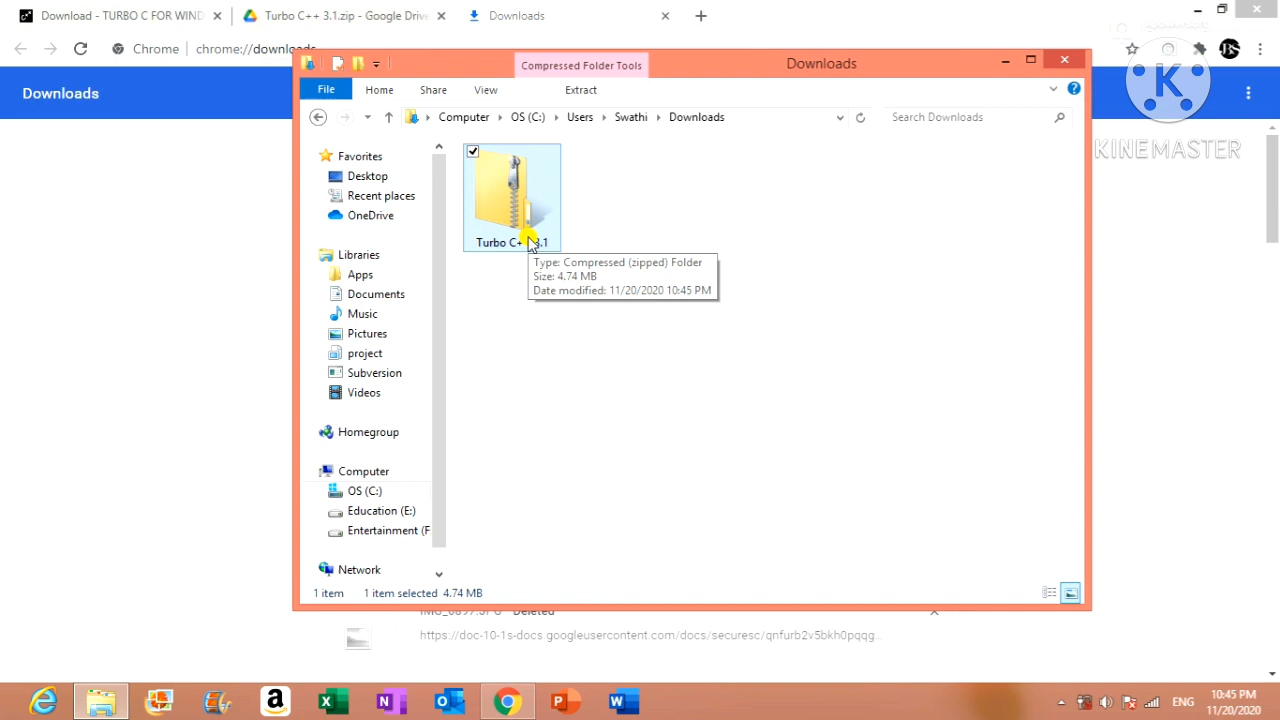 Download - TURBO C FOR WIND
Turbo C++ 3.1.zip - Google Drive
Downloads
Chrome
chrome://downloads
Downloads
K
KINEMASTER
Compressed Folder Tools
Downloads
File
Home
Share
View
Extract
Computer
OS (C:)
Users
Swathi
Downloads
Search Downloads
Favorites
Desktop
Recent places
OneDrive
Libraries
Apps
Documents
Music
Pictures
project
Subversion
Videos
Homegroup
Computer
OS (C:)
Education (E:)
Entertainment (F
Network
Turbo C++ 3.1
Type: Compressed (zipped) Folder
Size: 4.74 MB
Date modified: 11/20/2020 10:45 PM
1 item
1 item selected 4.74 MB
Deleted
https://doc-10-1s-docs.googleusercontent.com/docs/securesc/qnfurb2v5bkh0pqqg...
ENG
10:45 PM
11/20/2020